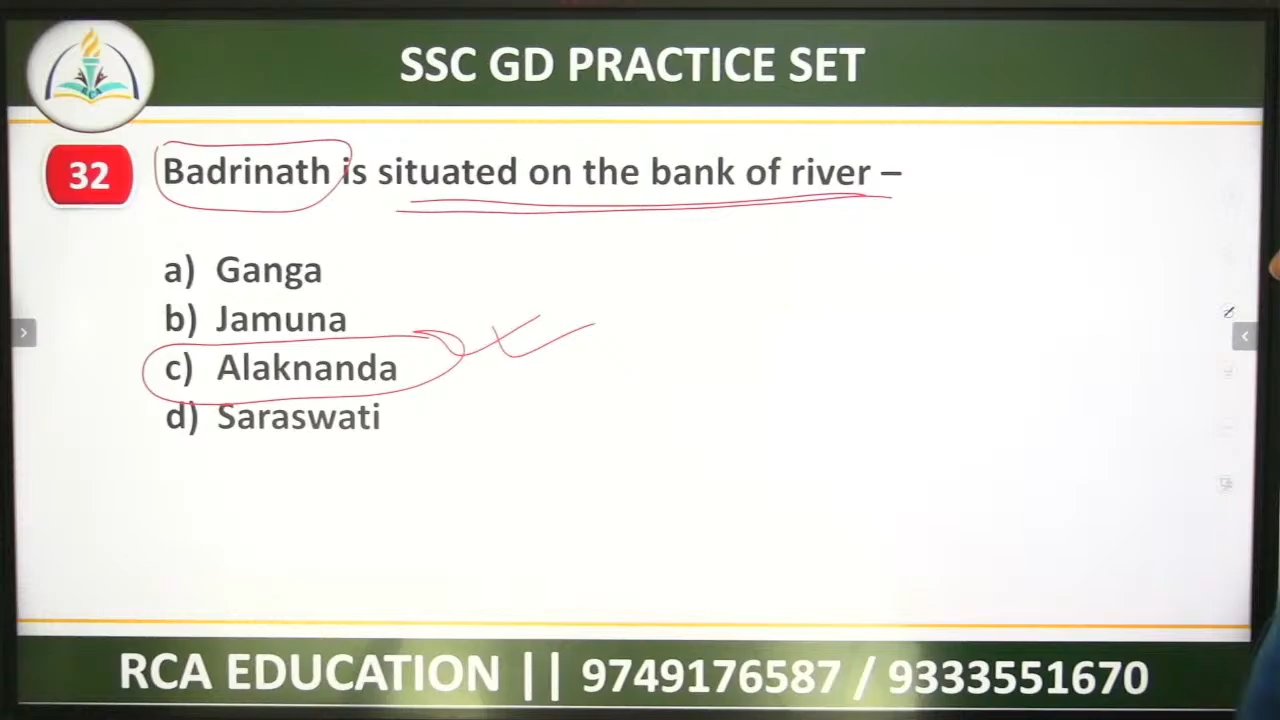 SSC GD PRACTICE SET
32 Badrinath is situated on the bank of river –
a) Ganga
b) Jamuna
c) Alaknanda
d) Saraswati
RCA EDUCATION || 9749176587 / 9333551670